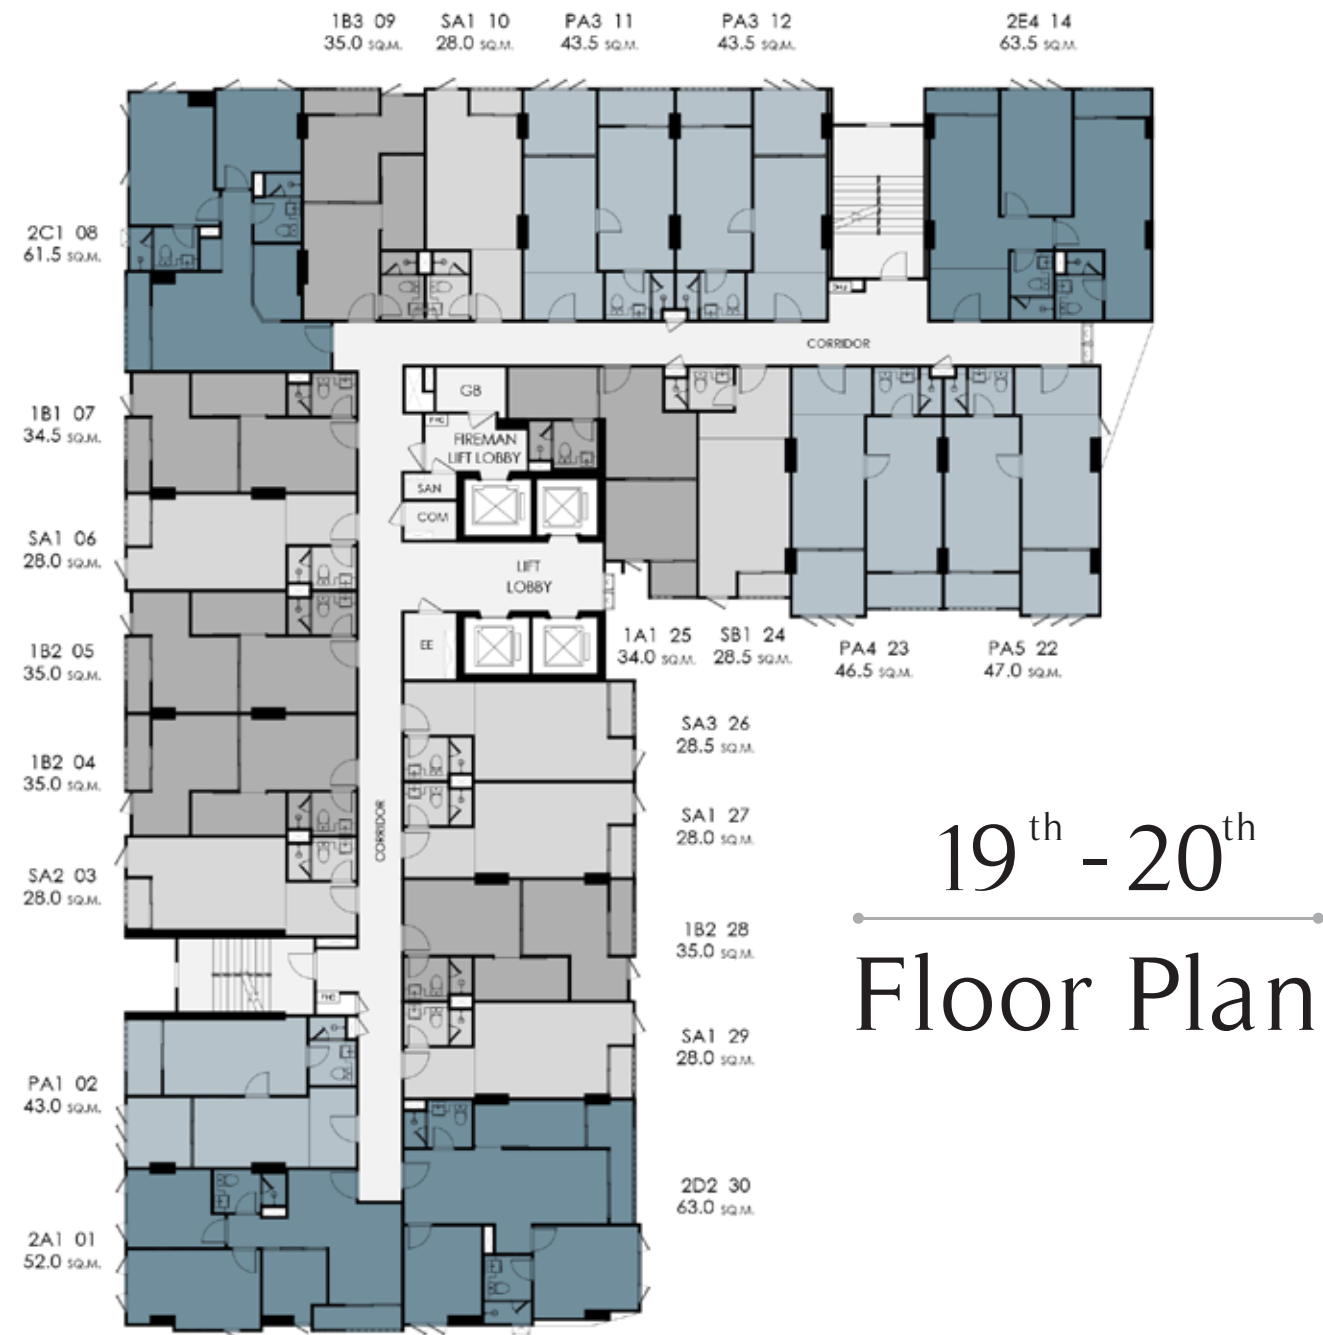 1B3 09
35.0 SQ.M.
SA1 10
28.0 SQ.M.
PA3 11
43.5 SQ.M.
PA3 12
43.5 SQ.M.
2E4 14
63.5 SQ.M.
2C1 08
61.5 SQ.M.
CORRIDOR
1B1 07
34.5 SQ.M.
GB
FHC
FIREMAN
LIFT LOBBY
SAN
COM
SA1 06
28.0 SQ.M.
LIFT
LOBBY
EE
1B2 05
35.0 SQ.M.
1A1 25
34.0 SQ.M.
SB1 24
28.5 SQ.M.
PA4 23
46.5 SQ.M.
PA5 22
47.0 SQ.M.
SA3 26
28.5 SQ.M.
1B2 04
35.0 SQ.M.
CORRIDOR
SA1 27
28.0 SQ.M.
SA2 03
28.0 SQ.M.
19th - 20th
Floor Plan
1B2 28
35.0 SQ.M.
FHC
SA1 29
28.0 SQ.M.
PA1 02
43.0 SQ.M.
2D2 30
63.0 SQ.M.
2A1 01
52.0 SQ.M.